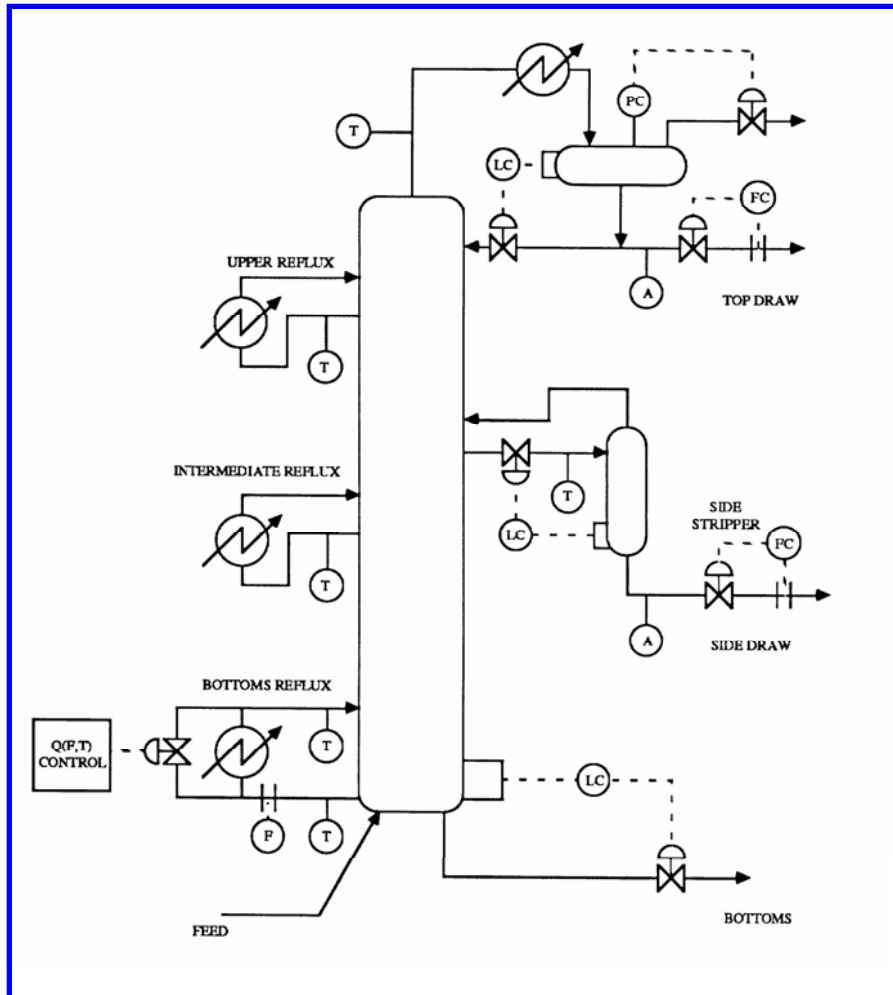 PC
T
LC
FC
UPPER REFLUX
A
TOP DRAW
T
INTERMEDIATE REFLUX
T
SIDE
STRIPPER
LC
FC
T
A
SIDE DRAW
BOTTOMS REFLUX
Q(F,T)
CONTROL
T
LC
F
T
FEED
BOTTOMS